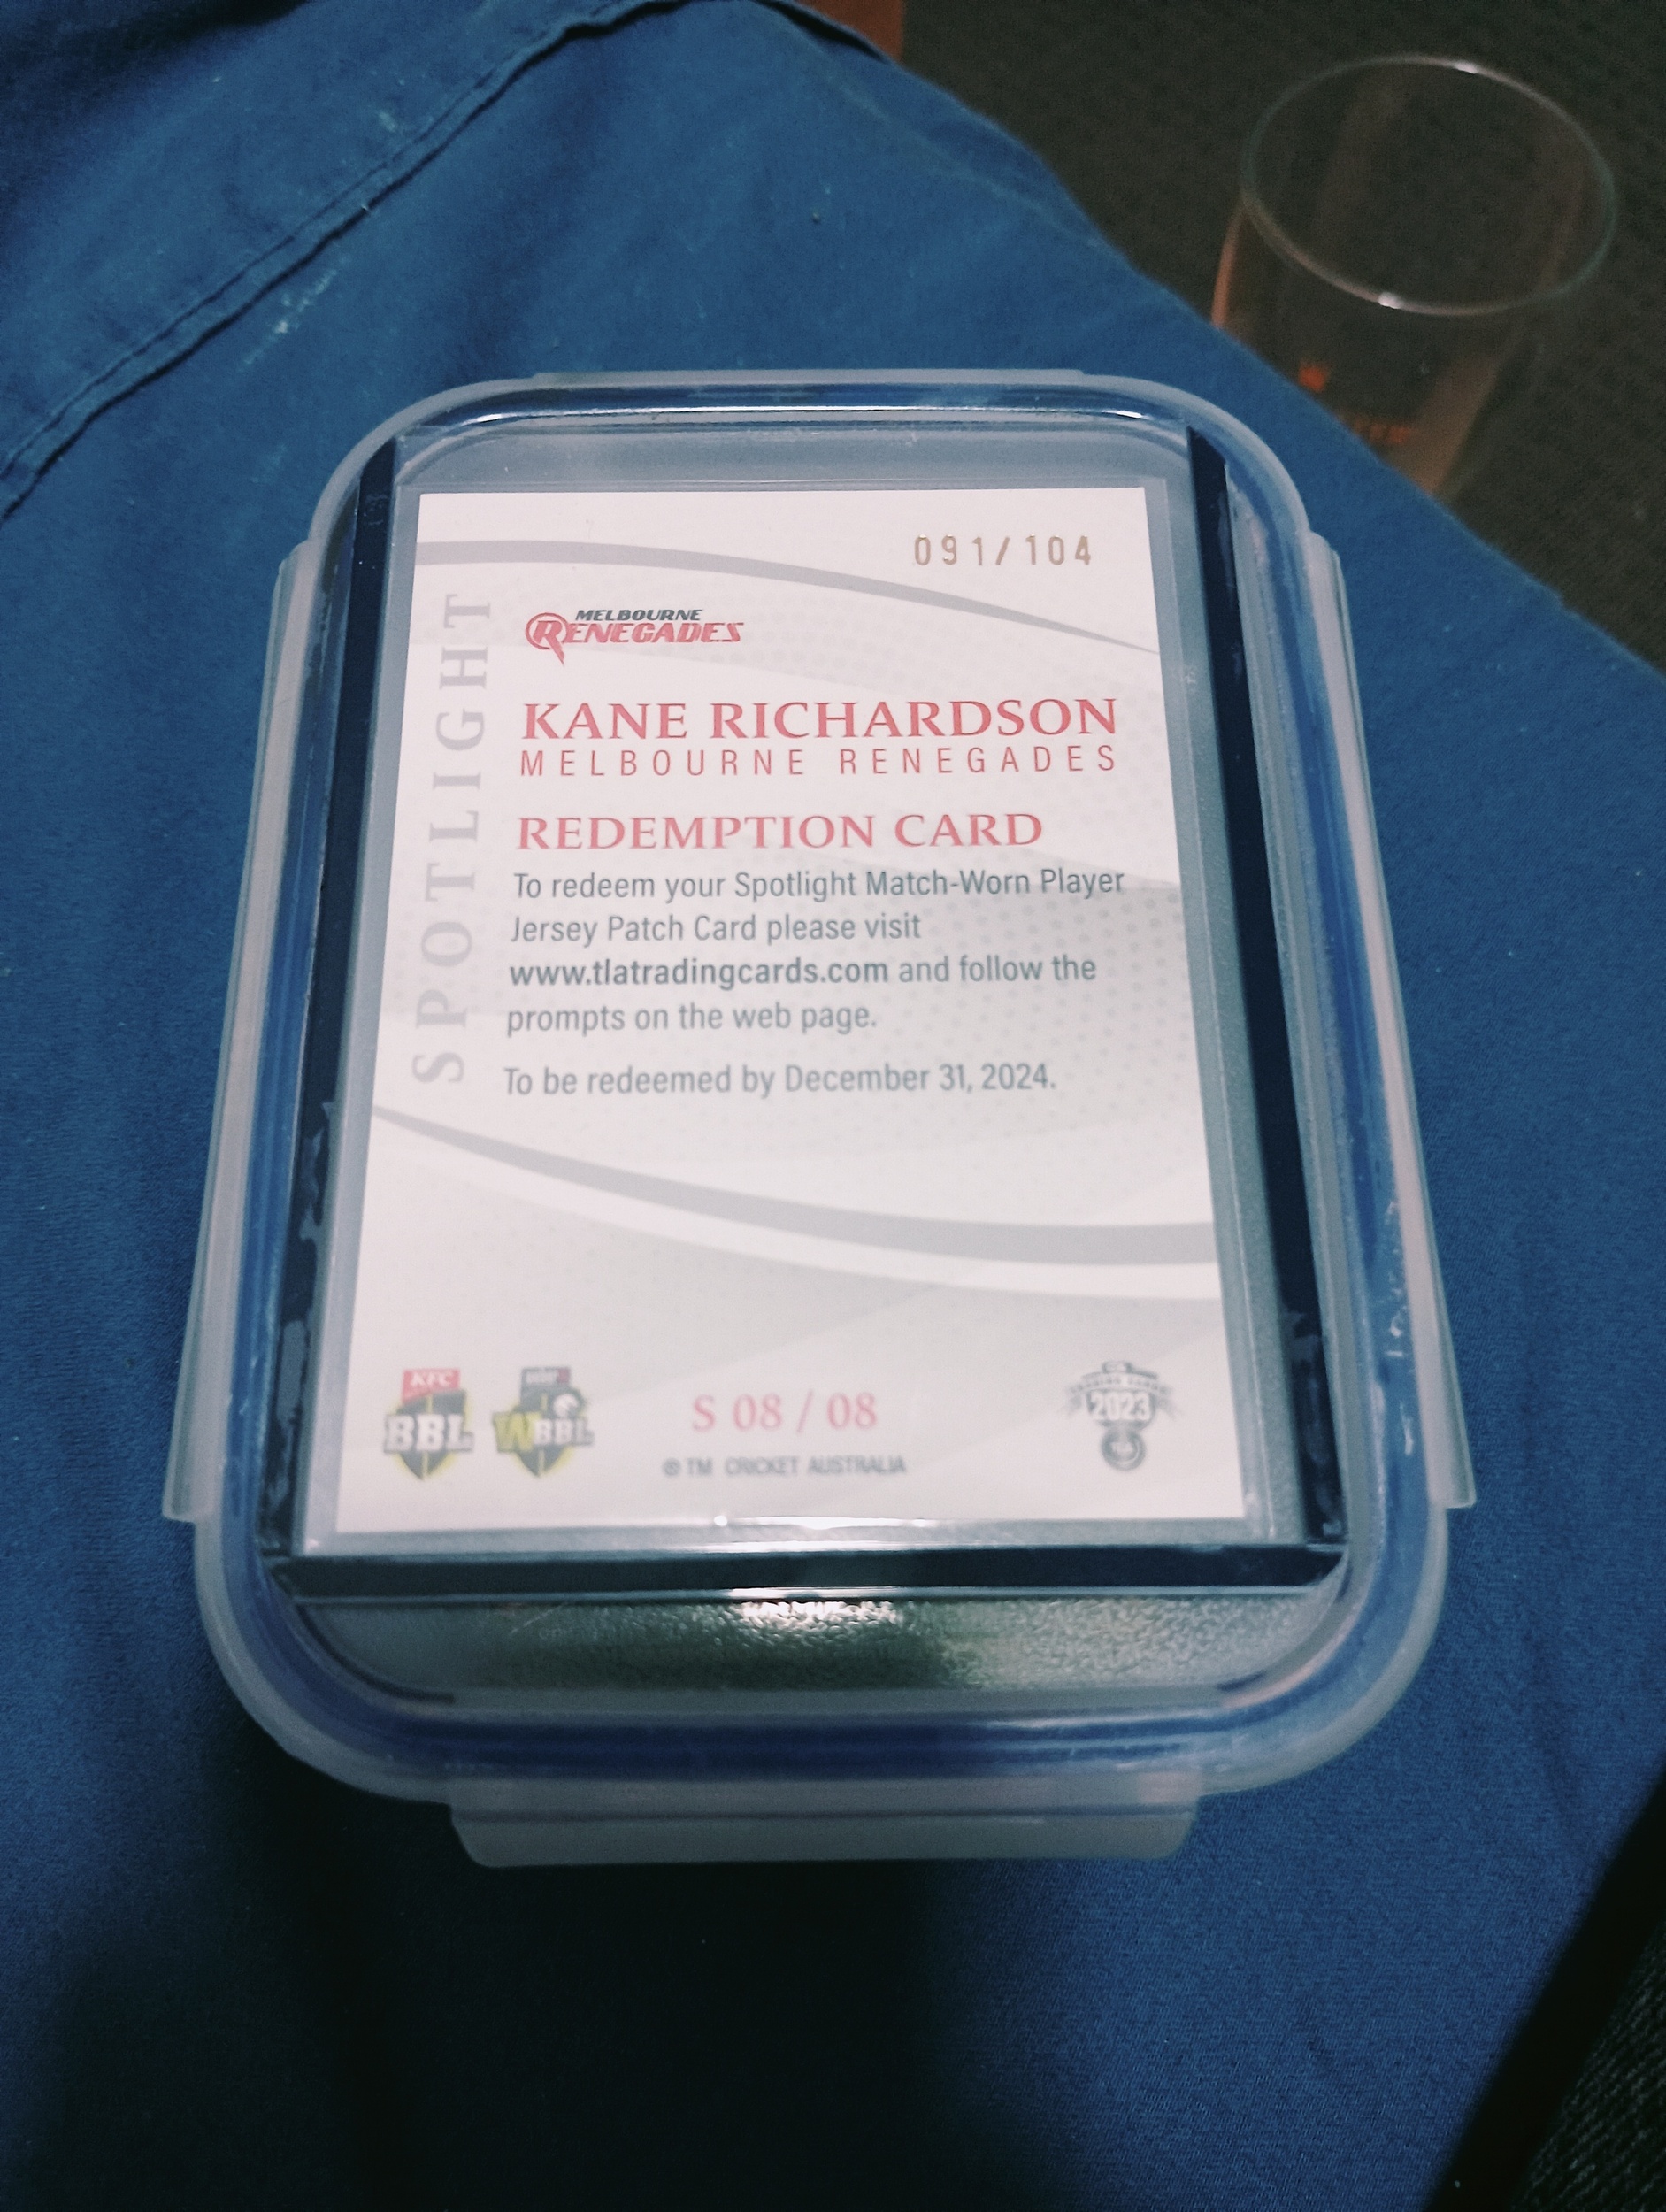 091/104
MELBOURNE
RENEGADES
SPOTLIGHT
KANE RICHARDSON
MELBOURNE RENEGADES
REDEMPTION CARD
To redeem your Spotlight Match-Worn Player
Jersey Patch Card please visit
www.tlatradingcards.com and follow the
prompts on the web page.
To be redeemed by December 31, 2024.
KFC
BBL
WBBL
S 08 / 08
© TM CRICKET AUSTRALIA
2023